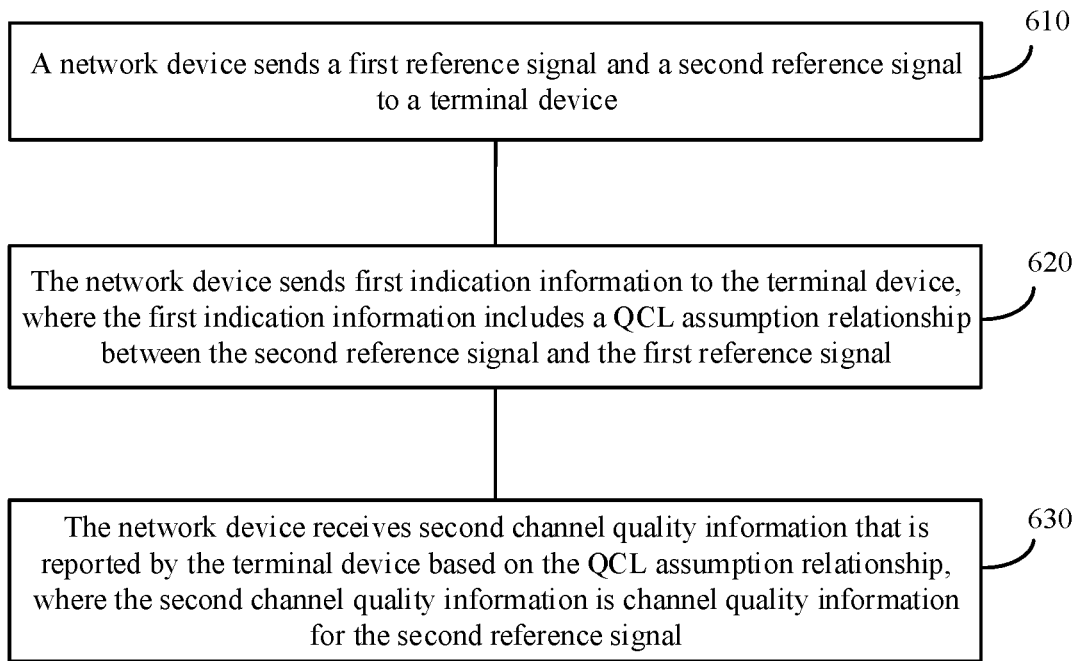 610
A network device sends a first reference signal and a second reference signal
to a terminal device
620
The network device sends first indication information to the terminal device,
where the first indication information includes a QCL assumption relationship
between the second reference signal and the first reference signal
630
The network device receives second channel quality information that is
reported by the terminal device based on the QCL assumption relationship,
where the second channel quality information is channel quality information
for the second reference signal